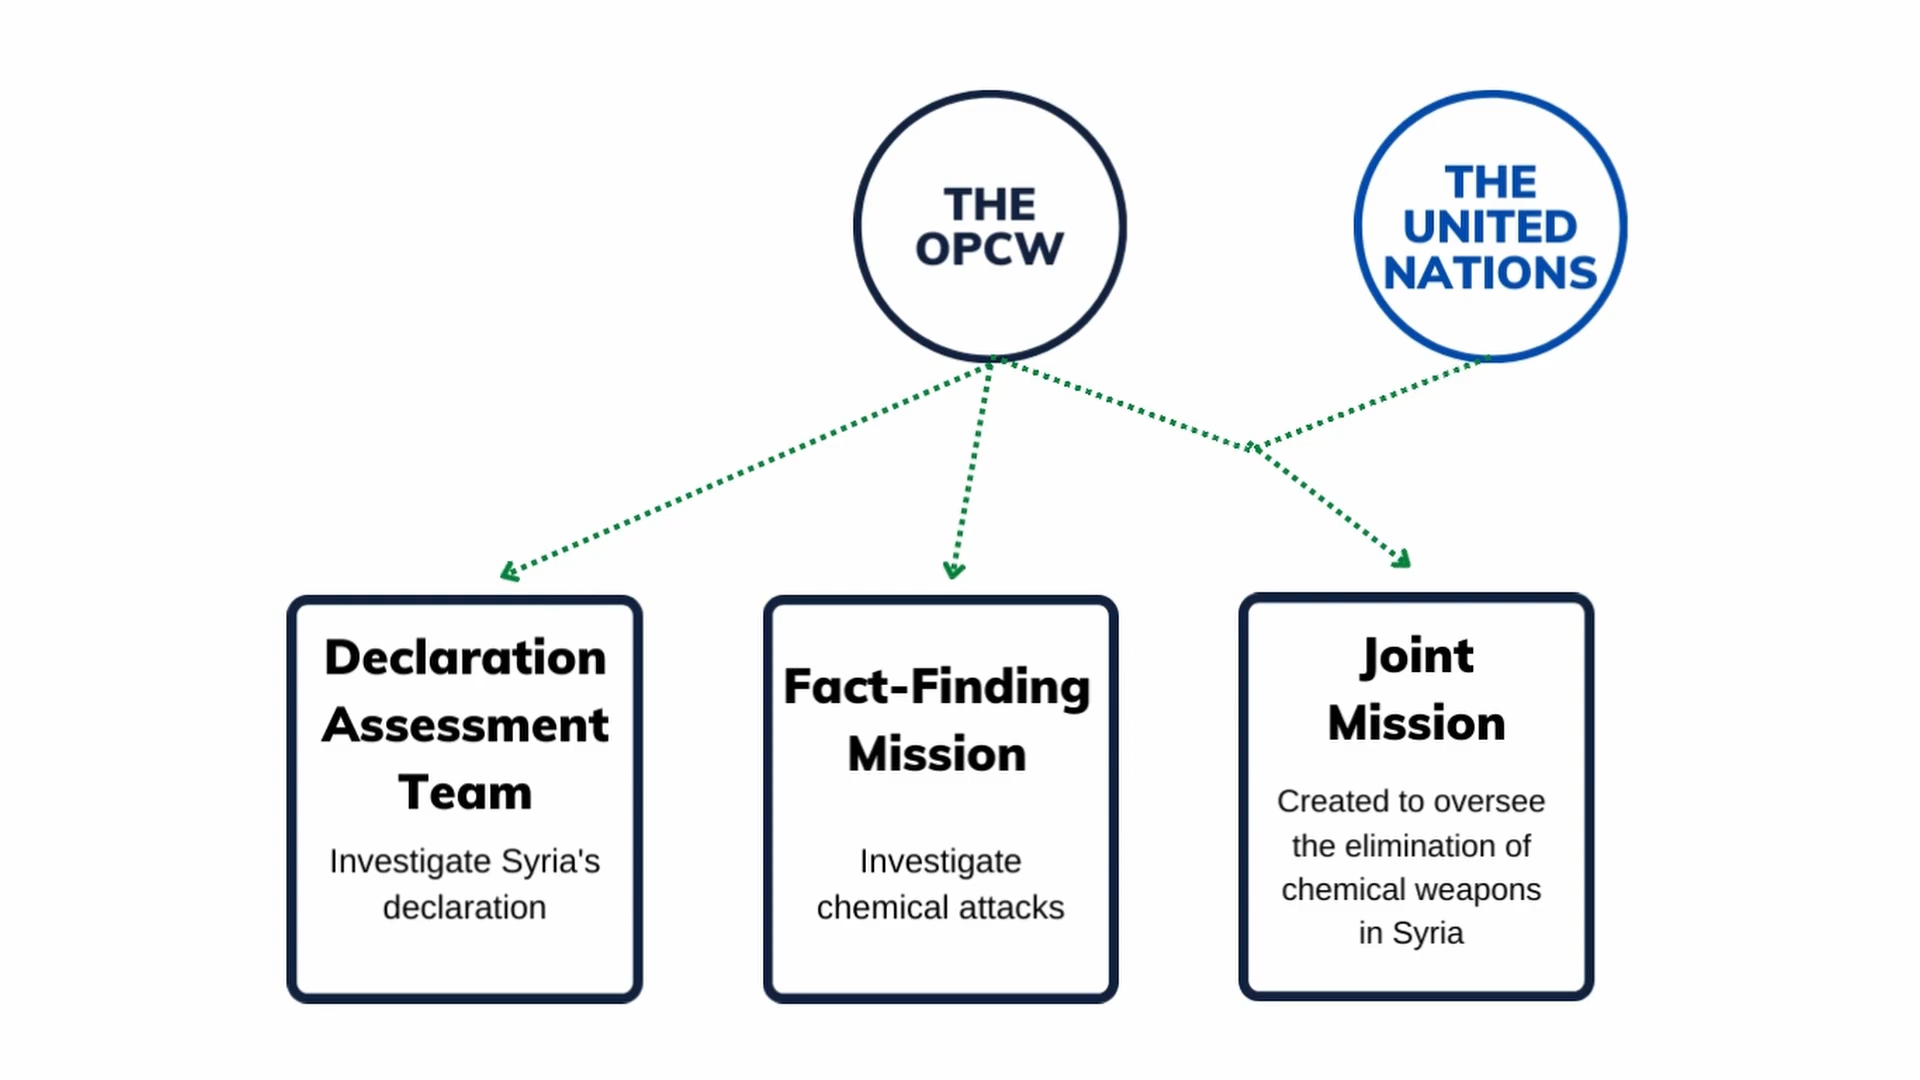 THE
OPCW
THE
UNITED
NATIONS
Declaration
Assessment
Team
Investigate Syria's
declaration
Fact-Finding
Mission
Investigate
chemical attacks
Joint
Mission
Created to oversee
the elimination of
chemical weapons
in Syria